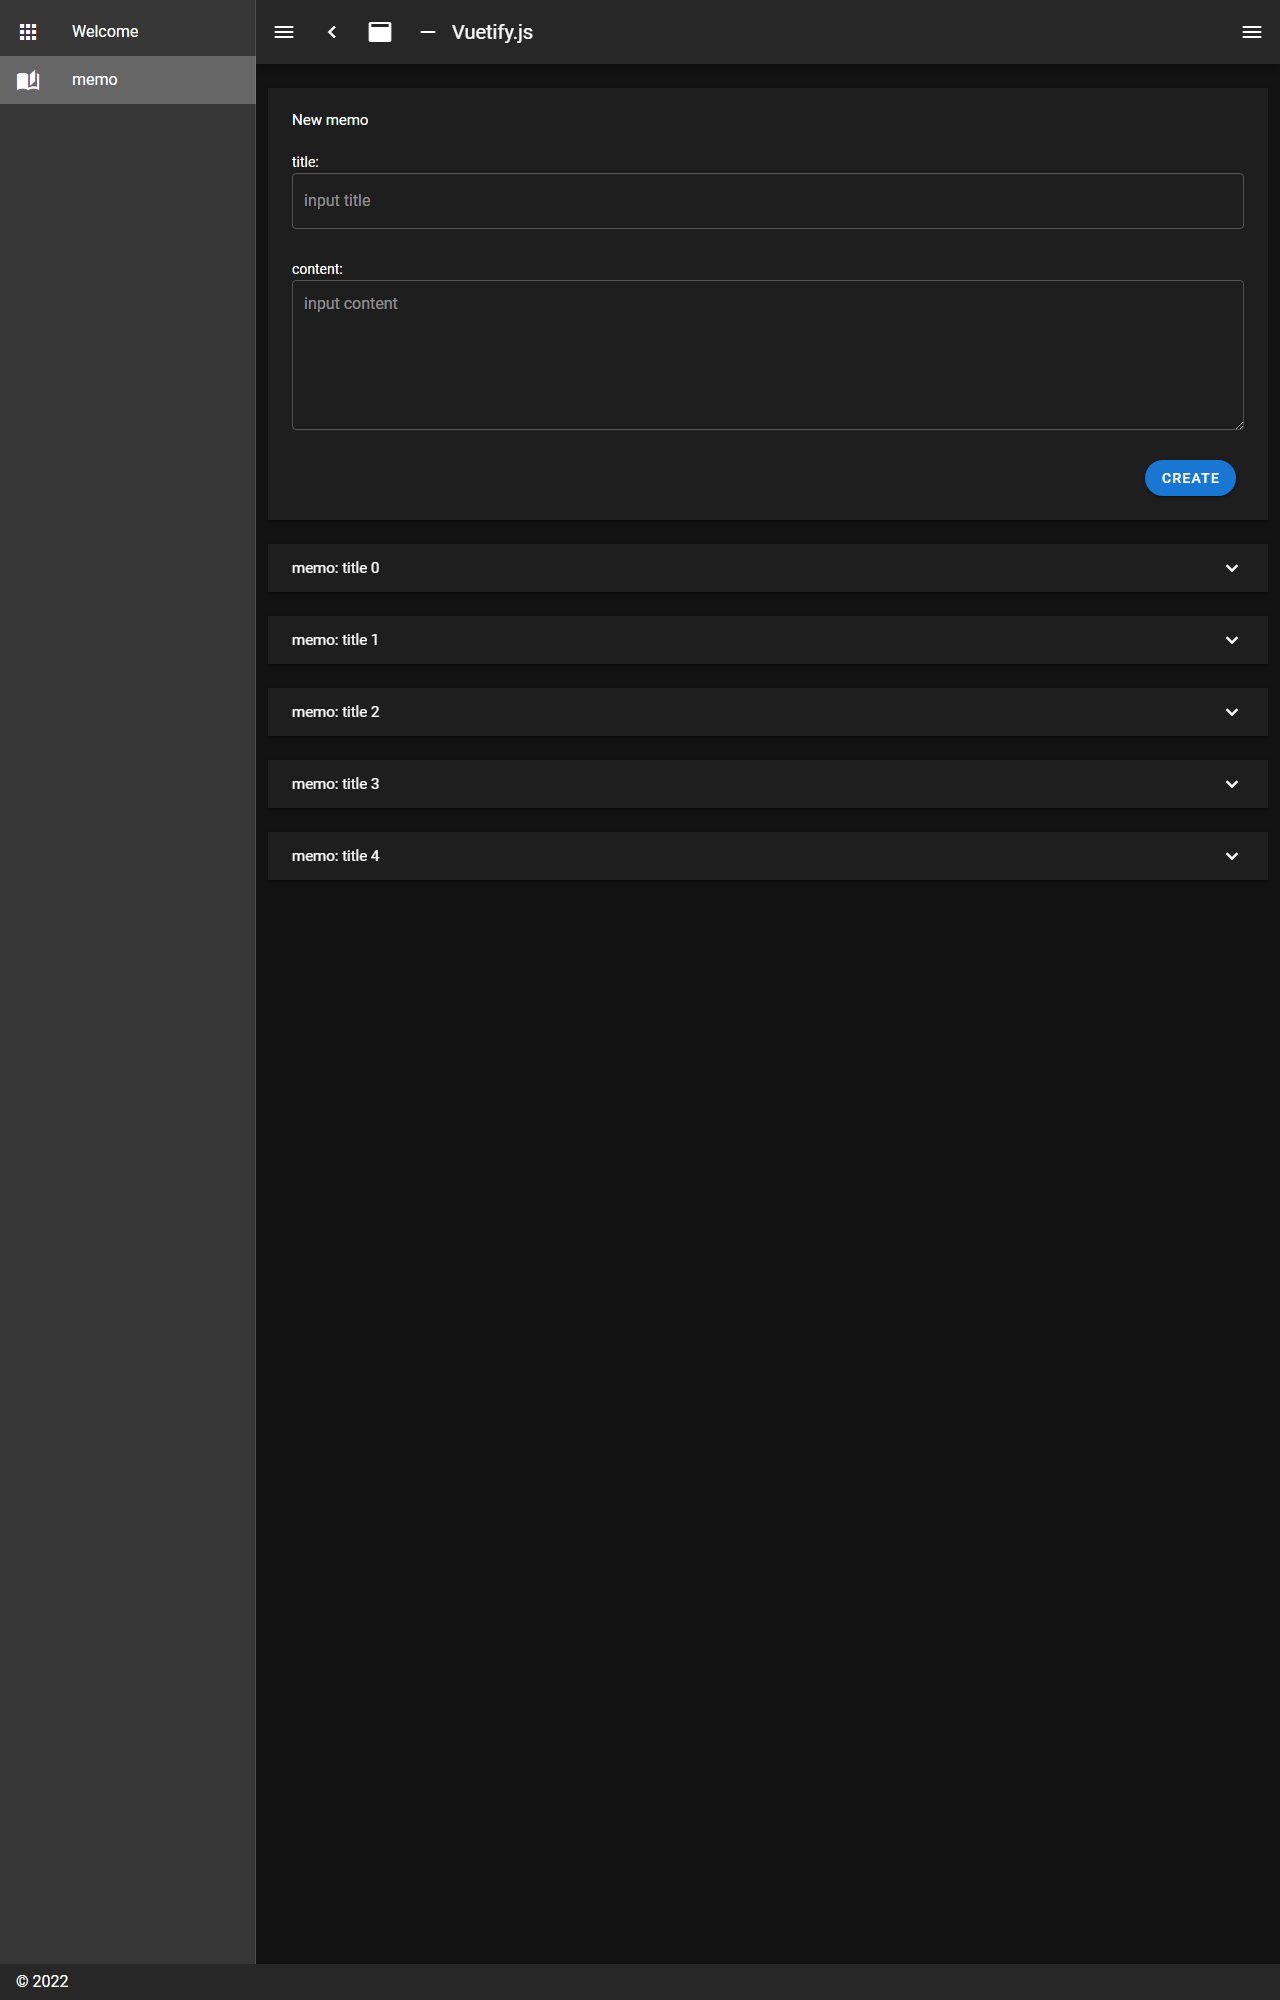 Welcome
memo
Vuetify.js
New memo
title:
input title
content:
input content
CREATE
memo: title 0
memo: title 1
memo: title 2
memo: title 3
memo: title 4
© 2022